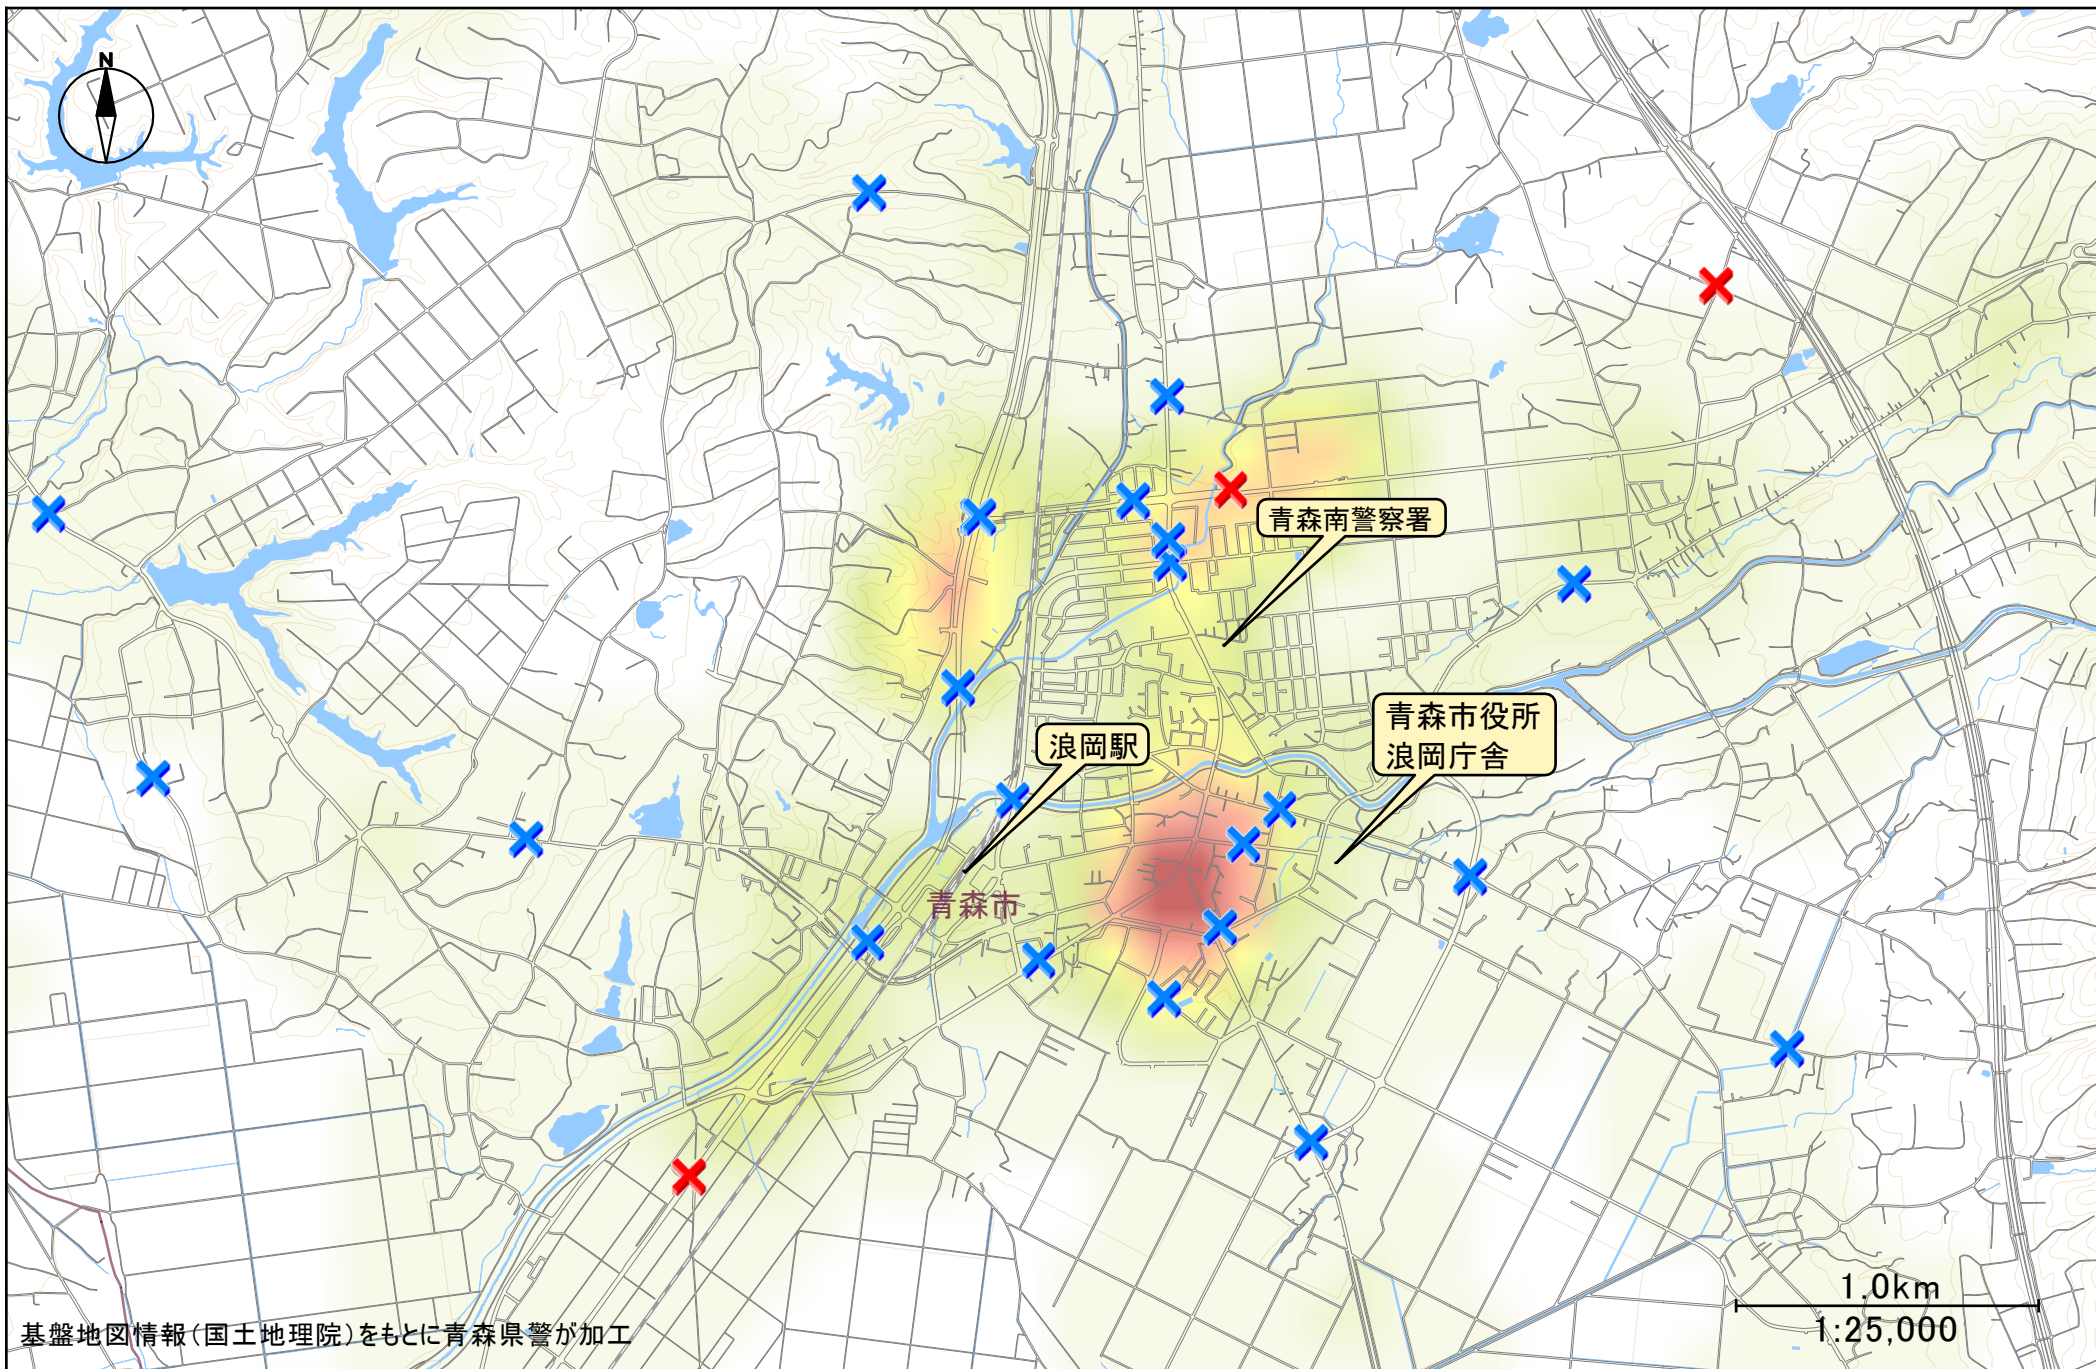 N
青森南警察署
青森市役所
浪岡庁舎
浪岡駅
青森市
1.0km
1:25,000
基盤地図情報(国土地理院)をもとに青森県警が加工